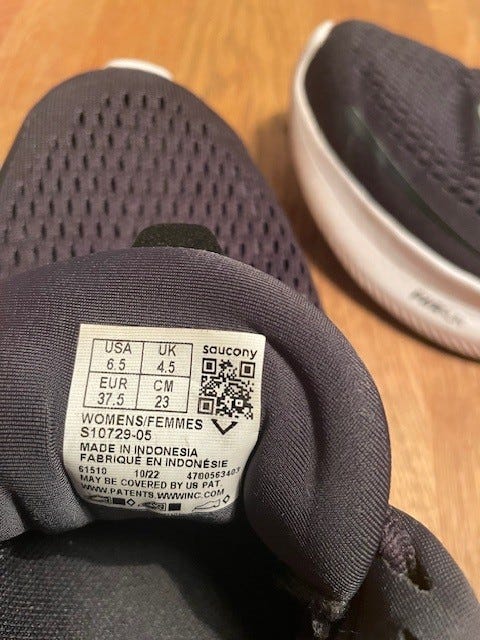 saucony
USA UK
6.5 4.5
EUR CM
37.5 23
WOMENS/FEMMES
S10729-05
MADE IN INDONESIA
FABRIQUÉ EN INDONÉSIE
61510 10/22 4700563403
MAY BE COVERED BY US PAT.
WWW.PATENTS.WWWINC.COM